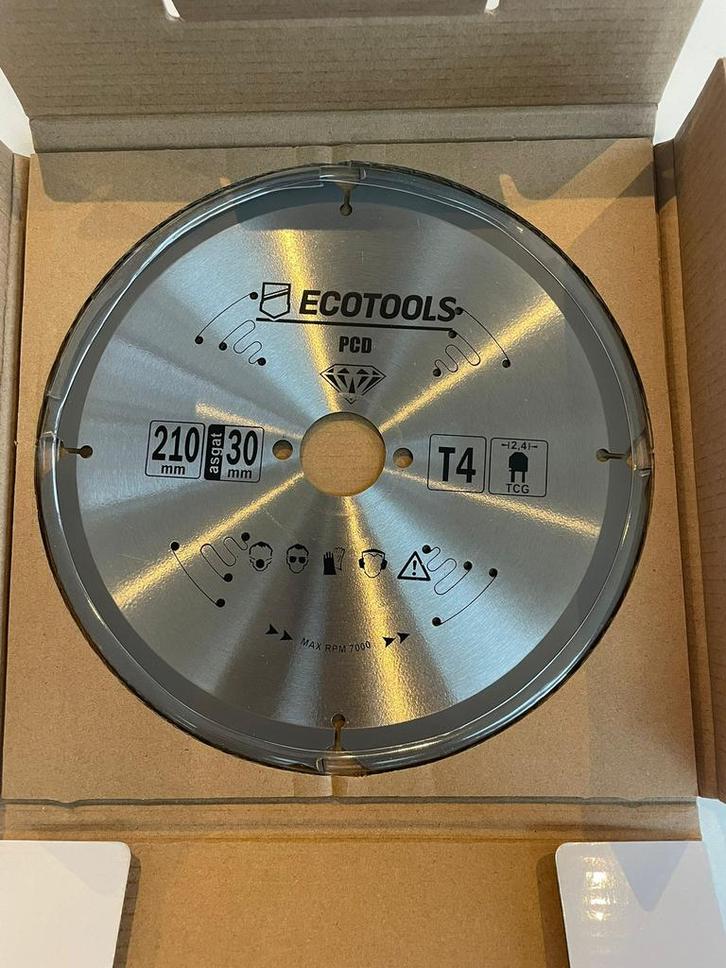 ECOTOOLS
PCD
210 mm
asgat 30 mm
T4
2,4
TCG
MAX RPM 7000